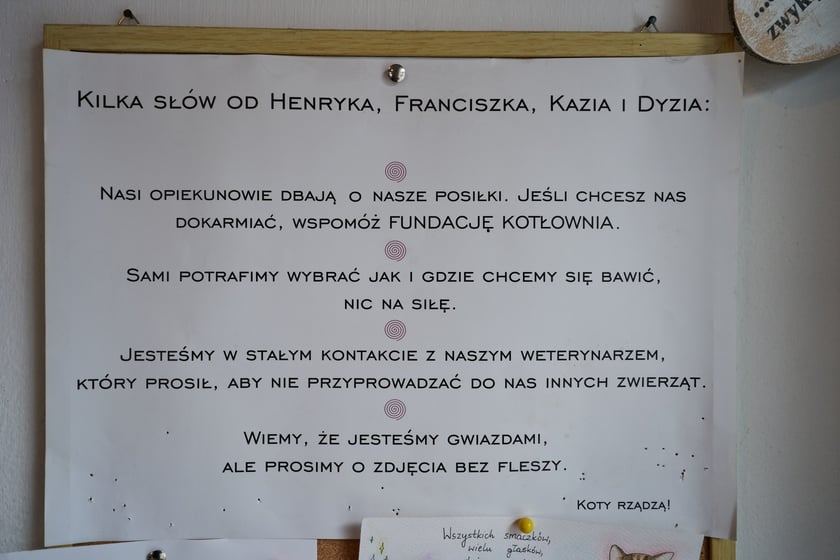 ...zwyk
KILKA SŁÓW OD HENRYKA, FRANCISZKA, KAZIA I DYZIA:
NASI OPIEKUNOWIE DBAJĄ O NASZE POSIŁKI. JEŚLI CHCESZ NAS
DOKARMIAĆ, WSPOMÓŻ FUNDACJĘ KOTŁOWNIA.
SAMI POTRAFIMY WYBRAĆ JAK I GDZIE CHCEMY SIĘ BAWIĆ,
NIC NA SIŁĘ.
JESTEŚMY W STAŁYM KONTAKCIE Z NASZYM WETERYNARZEM,
KTÓRY PROSIŁ, ABY NIE PRZYPROWADZAĆ DO NAS INNYCH ZWIERZĄT.
WIEMY, ŻE JESTEŚMY GWIAZDAMI,
ALE PROSIMY O ZDJĘCIA BEZ FLESZY.
KOTY RZĄDZĄ!
Wszystkich smaczków,
wielu głasków,